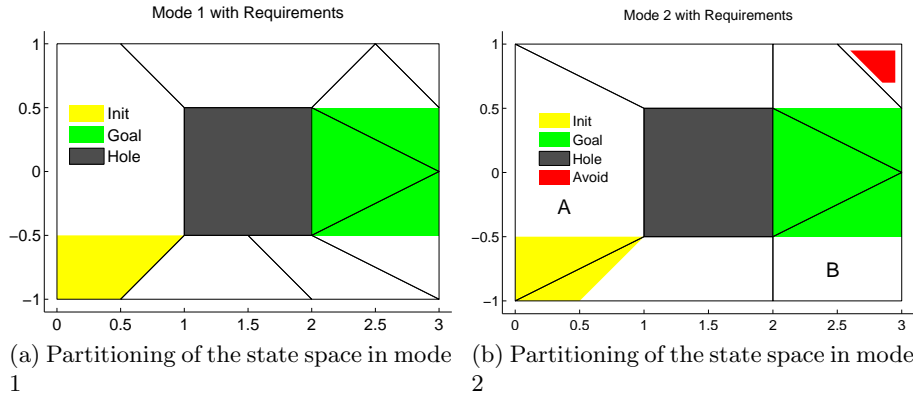 Mode 1 with Requirements
1
0.5
0
−0.5
−1
Init
Goal
Hole
0 0.5 1 1.5 2 2.5 3
(a) Partitioning of the state space in mode
1
Mode 2 with Requirements
1
0.5
0
−0.5
−1
Init
Goal
Hole
Avoid
A
B
0 0.5 1 1.5 2 2.5 3
(b) Partitioning of the state space in mode
2